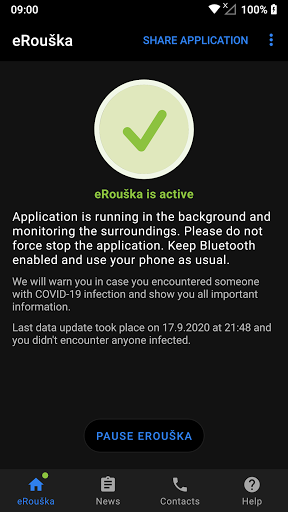 09:00
100%
eRouška
SHARE APPLICATION
eRouška is active
Application is running in the background and
monitoring the surroundings. Please do not
force stop the application. Keep Bluetooth
enabled and use your phone as usual.
We will warn you in case you encountered someone
with COVID-19 infection and show you all important
information.
Last data update took place on 17.9.2020 at 21:48 and
you didn't encounter anyone infected.
PAUSE EROUŠKA
eRouška
News
Contacts
Help